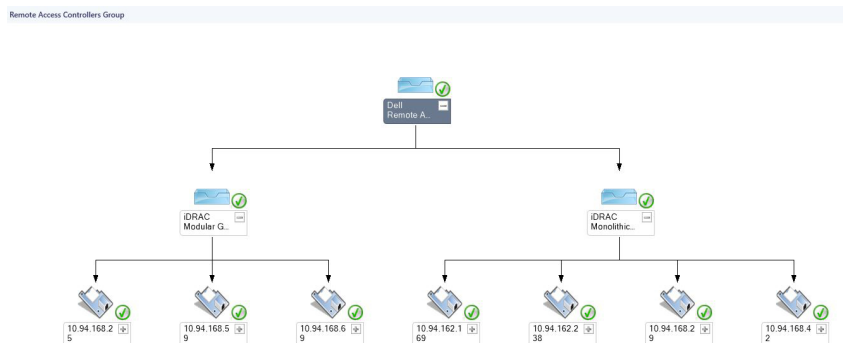 Remote Access Controllers Group
Dell
Remote A...
iDRAC
Modular G...
iDRAC
Monolithic...
10.94.168.2
5
10.94.168.5
9
10.94.168.6
9
10.94.162.1
69
10.94.162.2
38
10.94.168.2
9
10.94.168.4
2